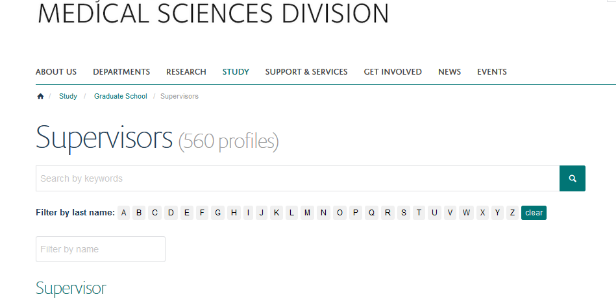 MEDICAL SCIENCES DIVISION
ABOUT US DEPARTMENTS RESEARCH STUDY SUPPORT & SERVICES GET INVOLVED NEWS EVENTS
/ Study / Graduate School / Supervisors
Supervisors (560 profiles)
Search by keywords
Filter by last name: A B C D E F G H I J K L M N O P Q R S T U V W X Y Z clear
Filter by name
Supervisor